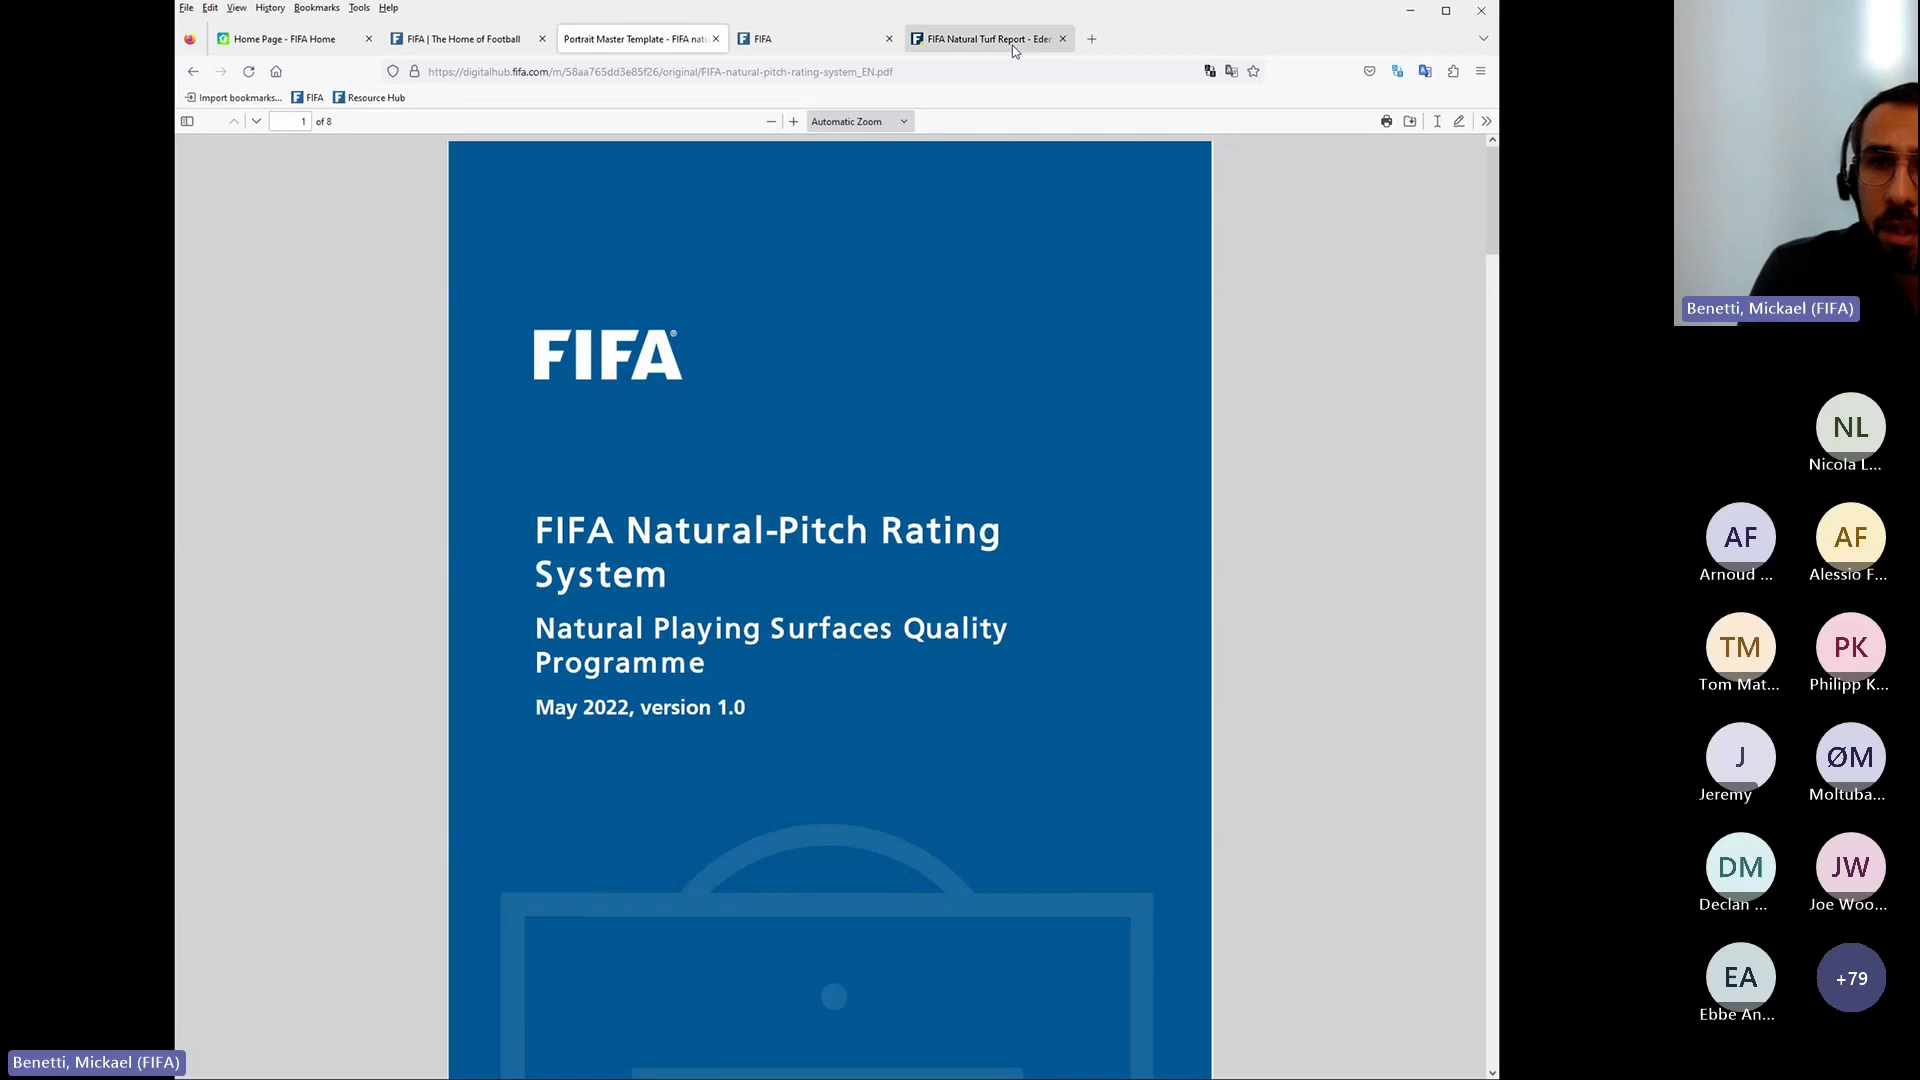 File Edit View History Bookmarks Tools Help
Home Page - FIFA Home
FIFA | The Home of Football
Portrait Master Template - FIFA natu
FIFA
FIFA Natural Turf Report - Eden
https://digitalhub.fifa.com/m/58aa765dd3e85f26/original/FIFA-natural-pitch-rating-system_EN.pdf
Import bookmarks... FIFA Resource Hub
1 of 8
Automatic Zoom
FIFA®
FIFA Natural-Pitch Rating
System
Natural Playing Surfaces Quality
Programme
May 2022, version 1.0
Benetti, Mickael (FIFA)
NL
Nicola L...
AF
Arnoud ...
AF
Alessio F...
TM
Tom Mat...
PK
Philipp K...
J
Jeremy
ØM
Moltuba...
DM
Declan ...
JW
Joe Woo...
EA
Ebbe An...
+79
Benetti, Mickael (FIFA)